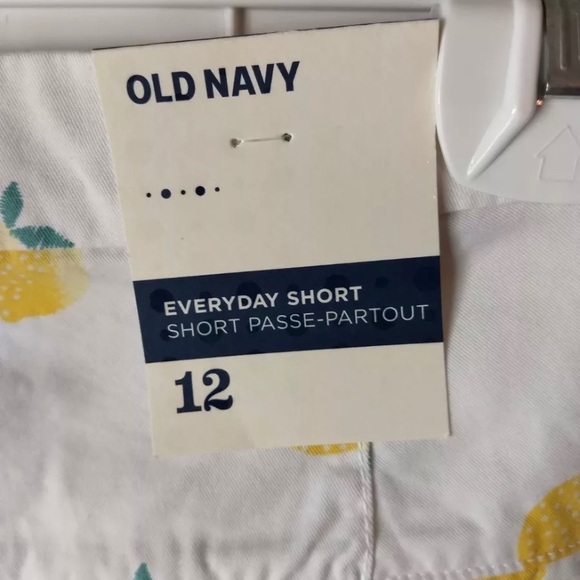 OLD NAVY
EVERYDAY SHORT
SHORT PASSE-PARTOUT
12